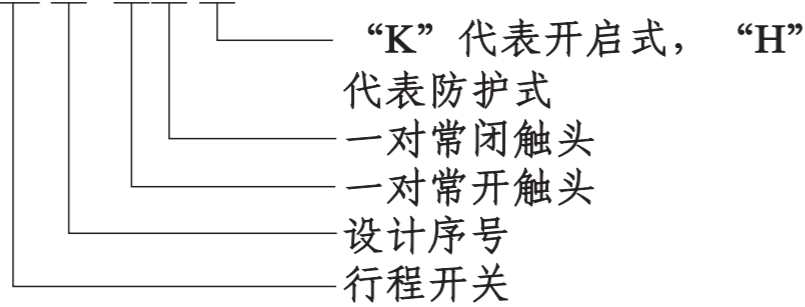 “K”代表开启式，“H”
代表防护式
一对常闭触头
一对常开触头
设计序号
行程开关